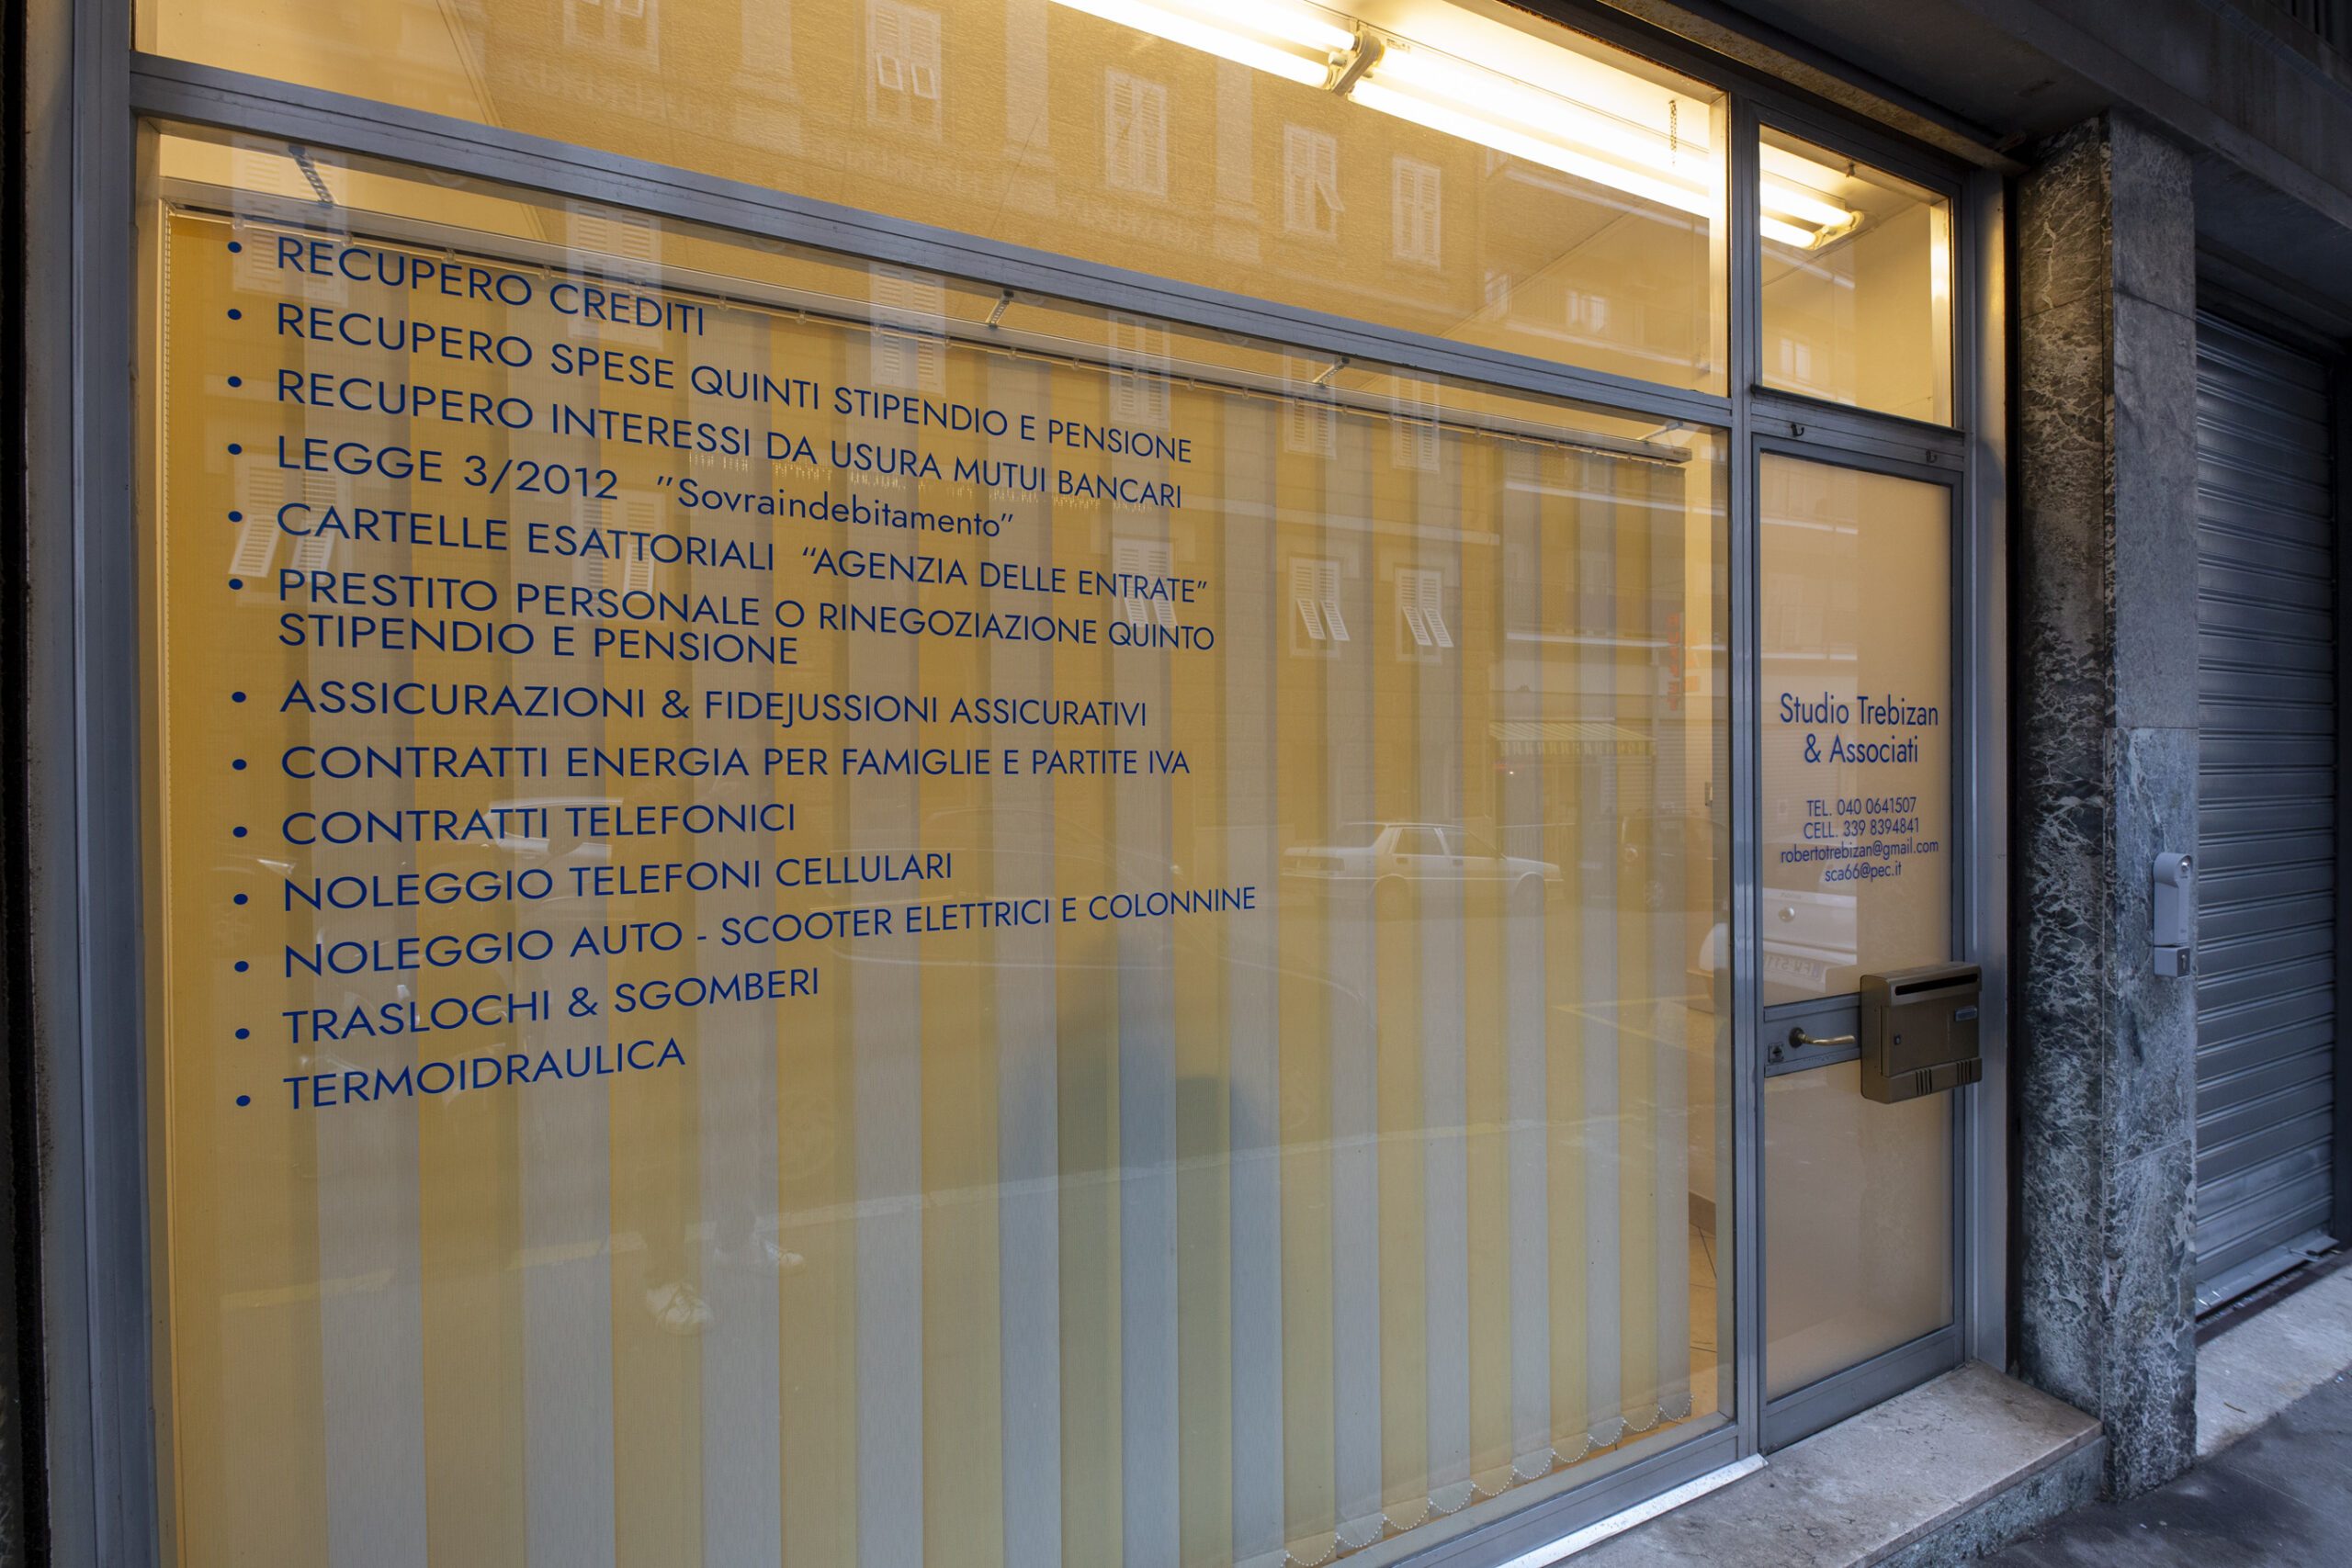 • RECUPERO CREDITI
• RECUPERO SPESE QUINTI STIPENDIO E PENSIONE
• RECUPERO INTERESSI DA USURA MUTUI BANCARI
• LEGGE 3/2012 ”Sovraindebitamento”
• CARTELLE ESATTORIALI “AGENZIA DELLE ENTRATE”
• PRESTITO PERSONALE O RINEGOZIAZIONE QUINTO
STIPENDIO E PENSIONE
• ASSICURAZIONI & FIDEJUSSIONI ASSICURATIVI
• CONTRATTI ENERGIA PER FAMIGLIE E PARTITE IVA
• CONTRATTI TELEFONICI
• NOLEGGIO TELEFONI CELLULARI
• NOLEGGIO AUTO - SCOOTER ELETTRICI E COLONNINE
• TRASLOCHI & SGOMBERI
• TERMOIDRAULICA
Studio Trebizan
& Associati
TEL. 040 0641507
CELL. 339 8394841
robertotrebizan@gmail.com
sca66@pec.it